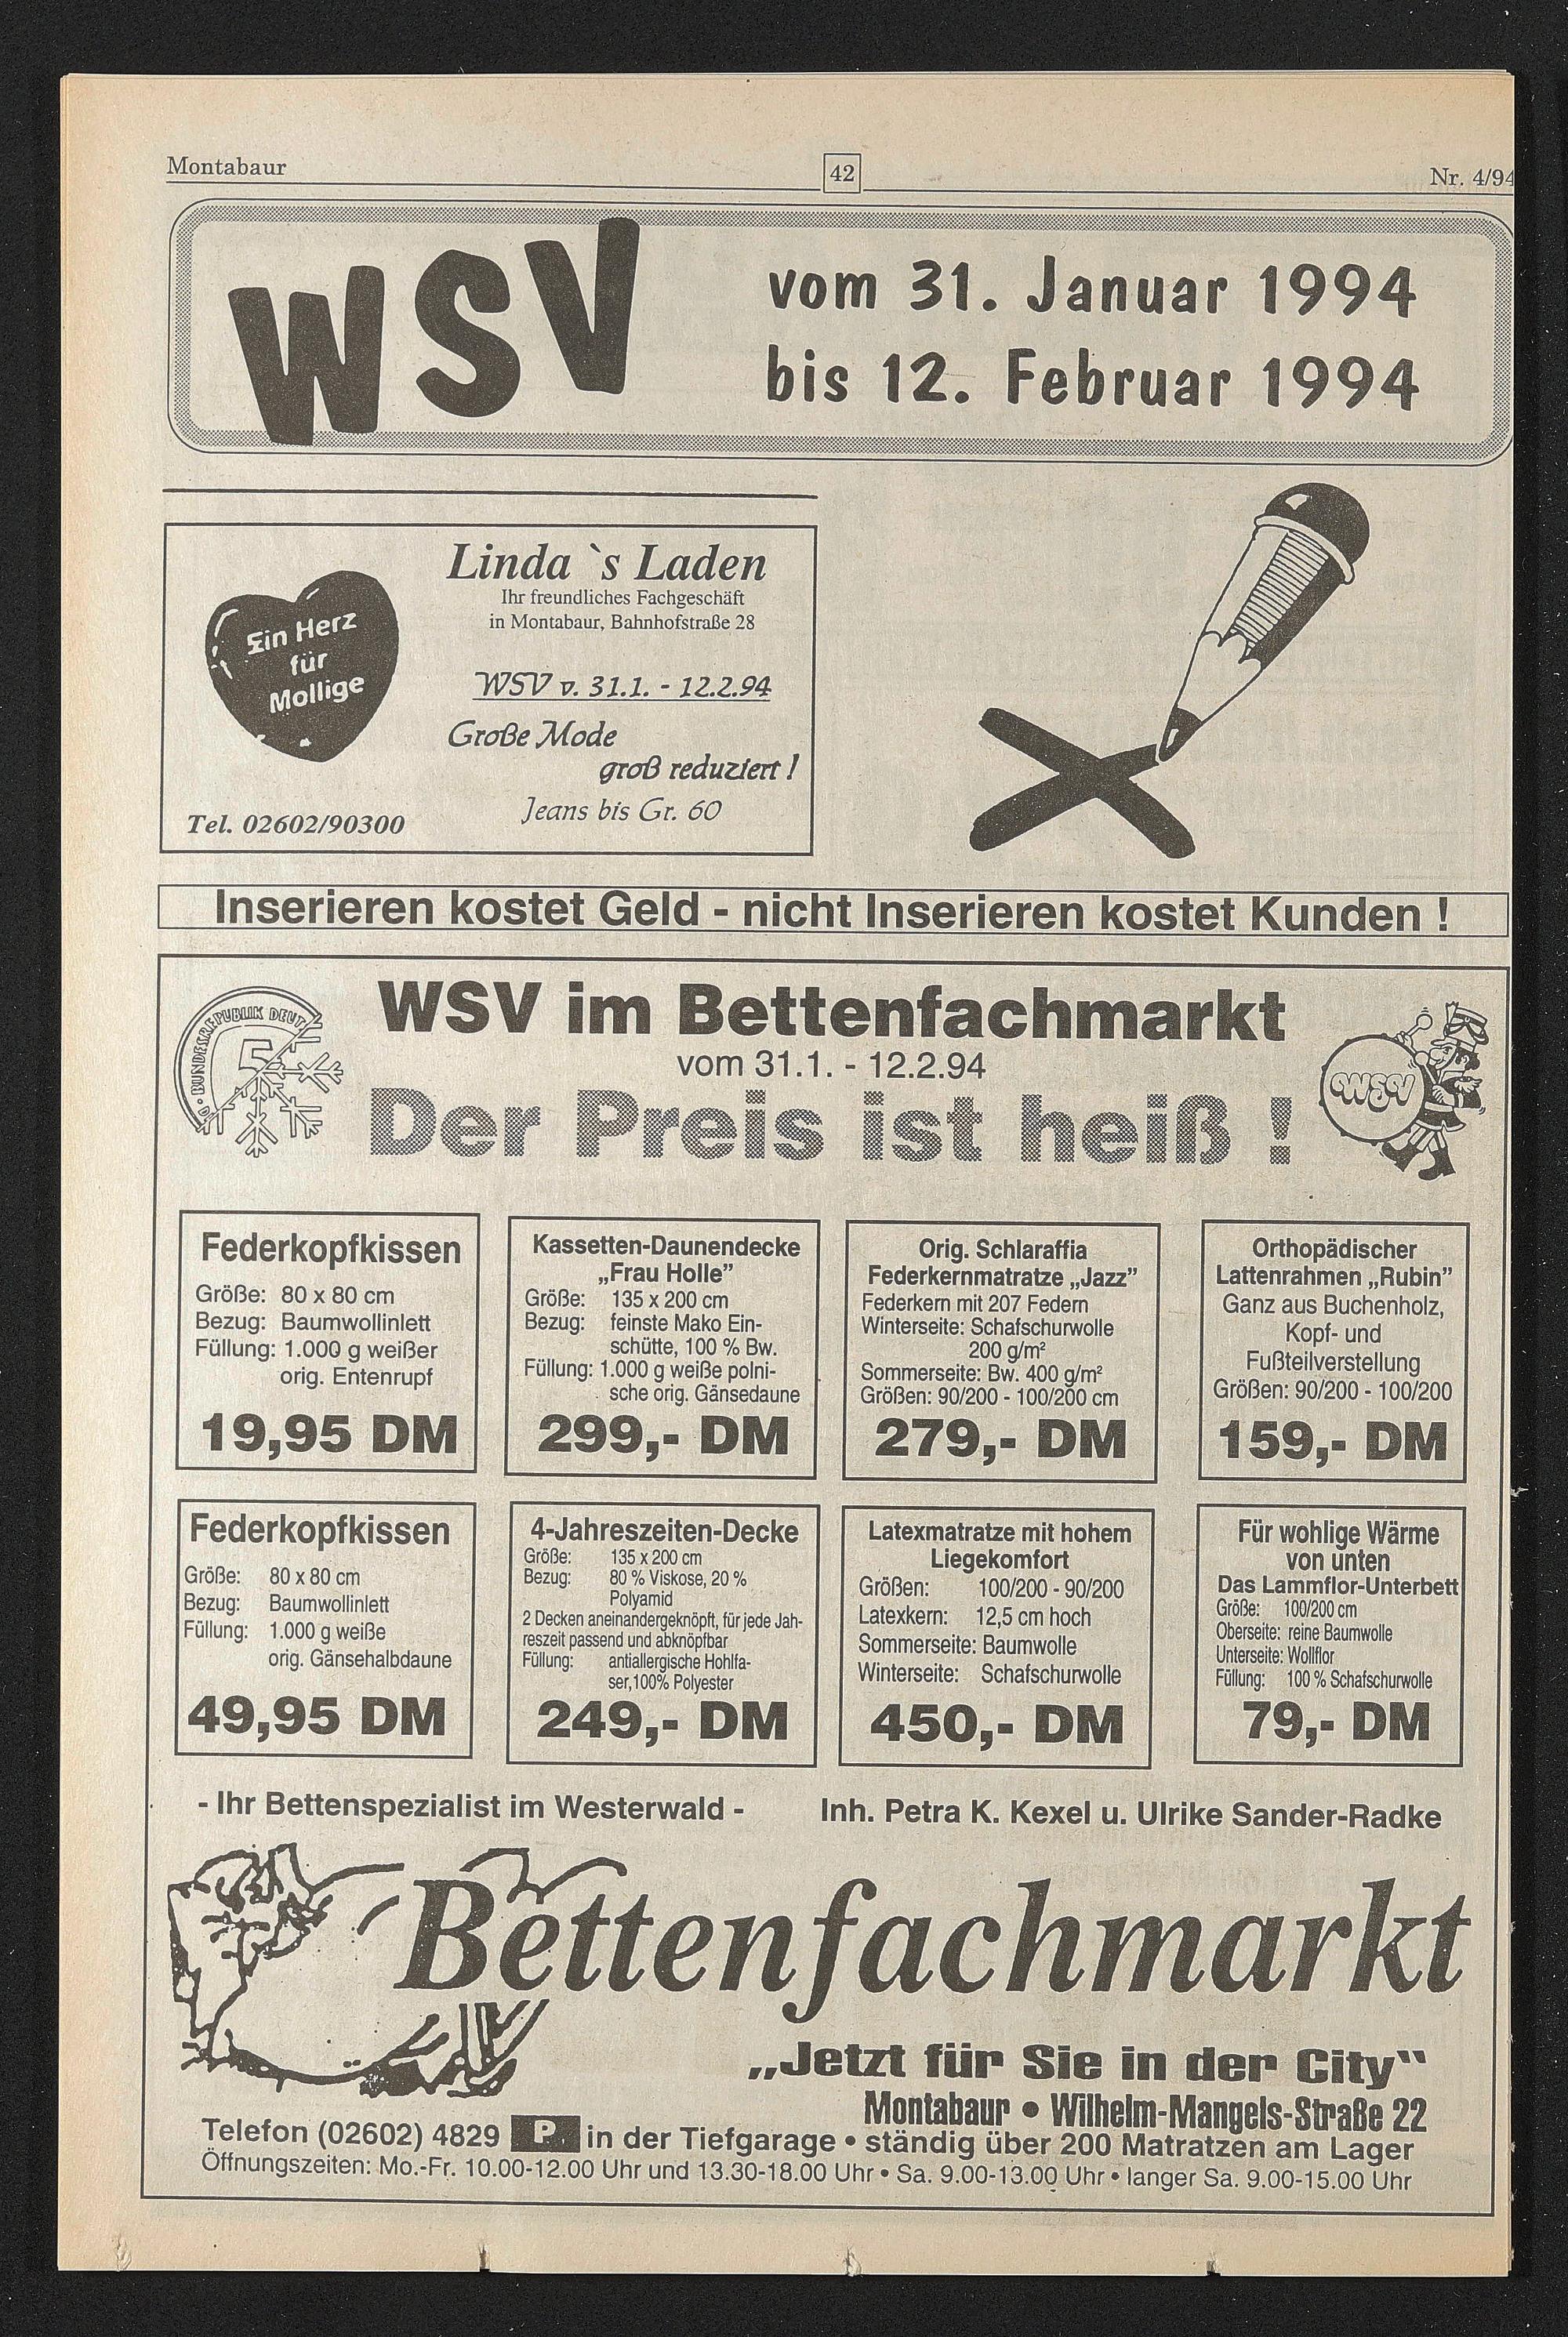 Montabaur
42
Nr. 4/94
WSV
vom 31. Januar 1994
bis 12. Februar 1994
Ein Herz
für
Mollige
Linda `s Laden
Ihr freundliches Fachgeschäft
in Montabaur, Bahnhofstraße 28
WSV v. 31.1. - 12.2.94
Große Mode
groß reduziert !
Jeans bis Gr. 60
Tel. 02602/90300
Inserieren kostet Geld - nicht Inserieren kostet Kunden !
BUNDESREPUBLIK DEUT
5
WSV im Bettenfachmarkt
vom 31.1. - 12.2.94
Der Preis ist heiß !
WSV
Federkopfkissen
Größe: 80 x 80 cm
Bezug: Baumwollinlett
Füllung: 1.000 g weißer
orig. Entenrupf
19,95 DM
Kassetten-Daunendecke
„Frau Holle”
Größe: 135 x 200 cm
Bezug: feinste Mako Ein-
schütte, 100 % Bw.
Füllung: 1.000 g weiße polni-
sche orig. Gänsedaune
299,- DM
Orig. Schlaraffia
Federkernmatratze „Jazz”
Federkern mit 207 Federn
Winterseite: Schafschurwolle
200 g/m²
Sommerseite: Bw. 400 g/m²
Größen: 90/200 - 100/200 cm
279,- DM
Orthopädischer
Lattenrahmen „Rubin”
Ganz aus Buchenholz,
Kopf- und
Fußteilverstellung
Größen: 90/200 - 100/200
159,- DM
Federkopfkissen
Größe: 80 x 80 cm
Bezug: Baumwollinlett
Füllung: 1.000 g weiße
orig. Gänsehalbdaune
49,95 DM
4-Jahreszeiten-Decke
Größe: 135 x 200 cm
Bezug: 80 % Viskose, 20 %
Polyamid
2 Decken aneinandergeknöpft, für jede Jah-
reszeit passend und abknöpfbar
Füllung: antiallergische Hohlfa-
ser,100% Polyester
249,- DM
Latexmatratze mit hohem
Liegekomfort
Größen: 100/200 - 90/200
Latexkern: 12,5 cm hoch
Sommerseite: Baumwolle
Winterseite: Schafschurwolle
450,- DM
Für wohlige Wärme
von unten
Das Lammflor-Unterbett
Größe: 100/200 cm
Oberseite: reine Baumwolle
Unterseite: Wollflor
Füllung: 100 % Schafschurwolle
79,- DM
- Ihr Bettenspezialist im Westerwald -
Inh. Petra K. Kexel u. Ulrike Sander-Radke
Bettenfachmarkt
„Jetzt für Sie in der City“
Montabaur • Wilhelm-Mangels-Straße 22
Telefon (02602) 4829 P in der Tiefgarage • ständig über 200 Matratzen am Lager
Öffnungszeiten: Mo.-Fr. 10.00-12.00 Uhr und 13.30-18.00 Uhr • Sa. 9.00-13.00 Uhr • langer Sa. 9.00-15.00 Uhr